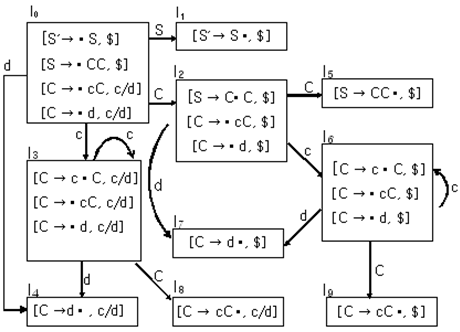 I₀
[S′→ • S, $]
[S → • CC, $]
[C → • cC, c/d]
[C → • d, c/d]
S
I₁
[S′→ S •, $]
d
C
I₂
[S → C • C, $]
[C → • cC, $]
[C → • d, $]
C
I₅
[S → CC •, $]
c
c
I₃
[C → c • C, c/d]
[C → • cC, c/d]
[C → • d, c/d]
d
c
I₆
[C → c • C, $]
[C → • cC, $]
[C → • d, $]
c
d
I₇
[C → d •, $]
d
C
C
I₄
[C →d • , c/d]
I₈
[C → cC •, c/d]
I₉
[C → cC •, $]